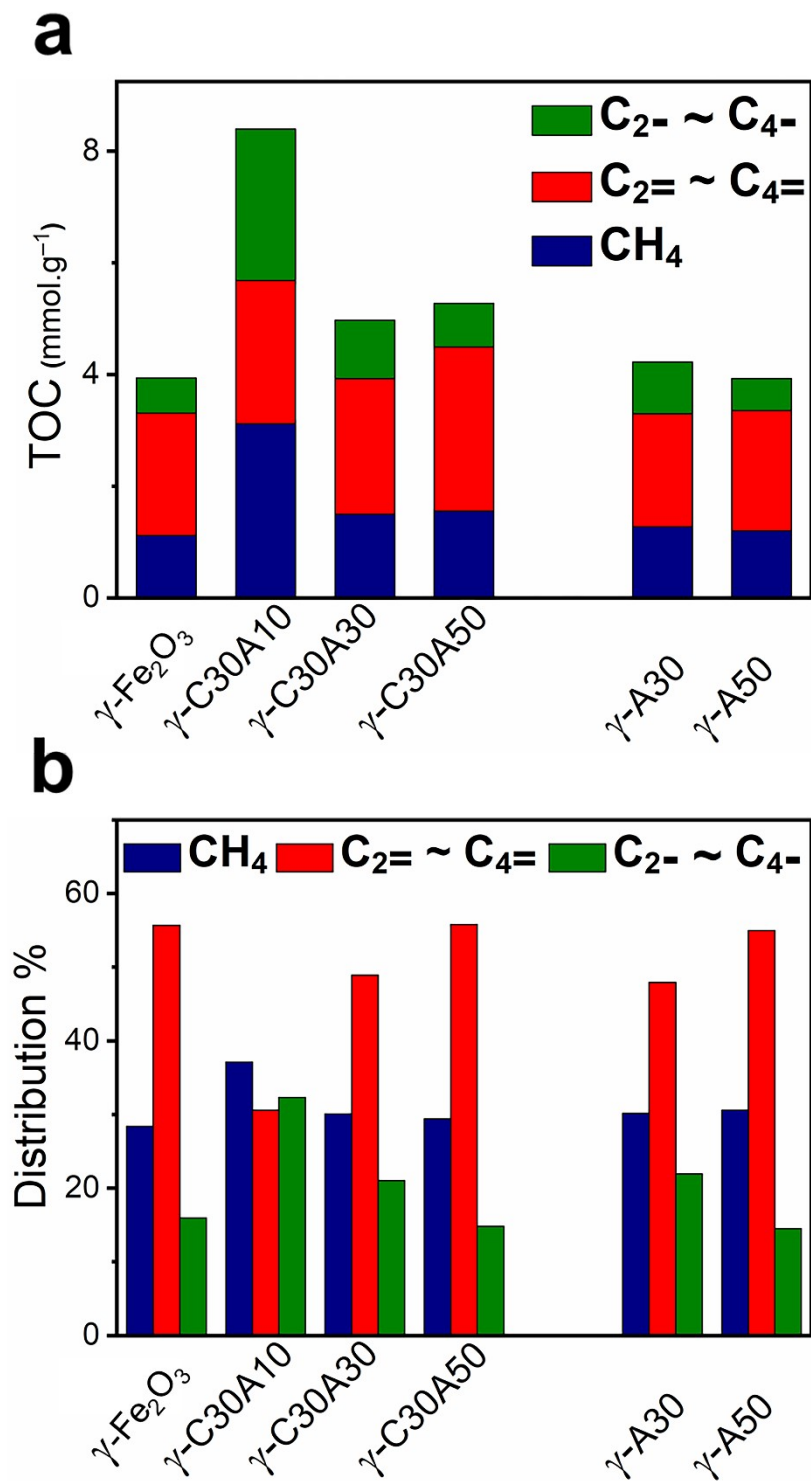 a
C₂- ~ C₄-
C₂= ~ C₄=
CH₄
TOC (mmol.g⁻¹)
8
4
0
γ-Fe₂O₃
γ-C30A10
γ-C30A30
γ-C30A50
γ-A30
γ-A50
b
CH₄ C₂= ~ C₄= C₂- ~ C₄-
Distribution %
60
40
20
0
γ-Fe₂O₃
γ-C30A10
γ-C30A30
γ-C30A50
γ-A30
γ-A50